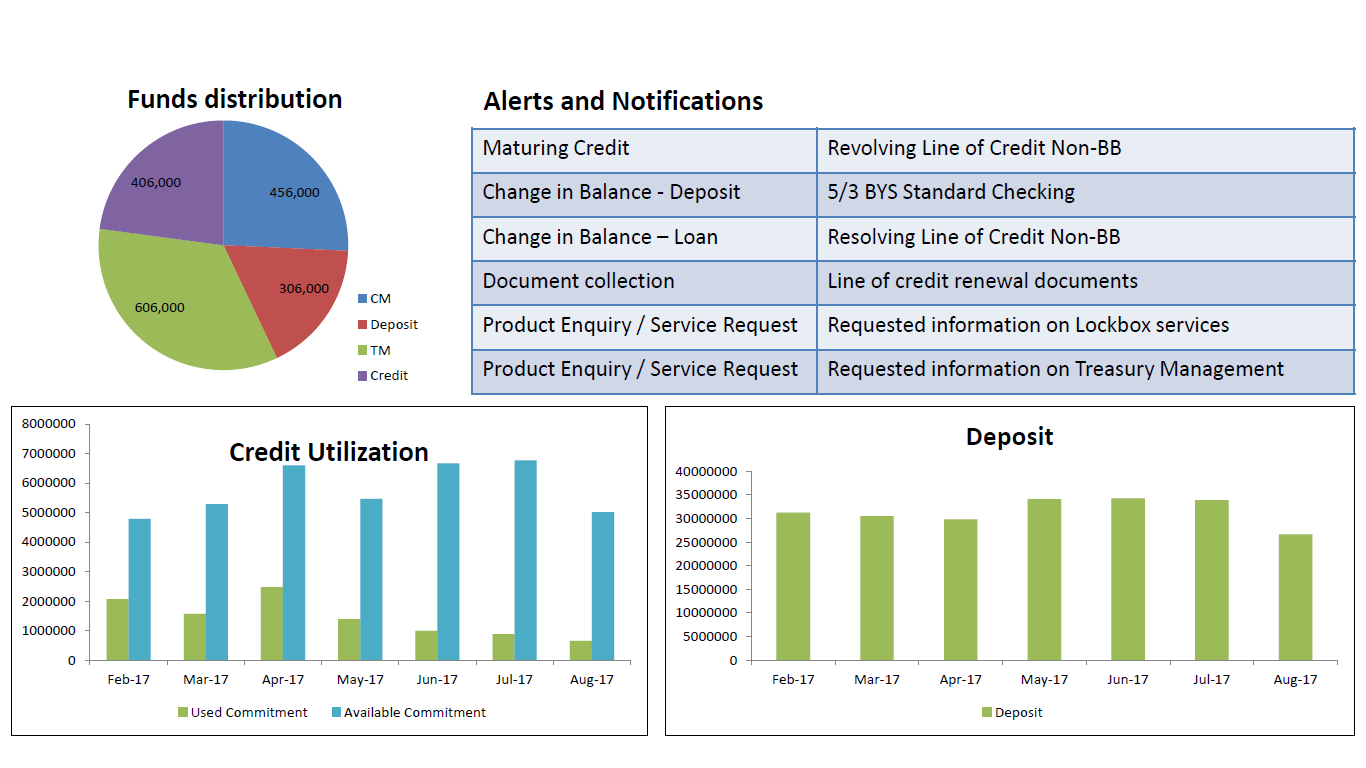 Funds distribution
406,000
456,000
306,000
606,000
CM
Deposit
TM
Credit
Alerts and Notifications
Maturing Credit Revolving Line of Credit Non-BB
Change in Balance - Deposit 5/3 BYS Standard Checking
Change in Balance – Loan Resolving Line of Credit Non-BB
Document collection Line of credit renewal documents
Product Enquiry / Service Request Requested information on Lockbox services
Product Enquiry / Service Request Requested information on Treasury Management
Credit Utilization
8000000
7000000
6000000
5000000
4000000
3000000
2000000
1000000
0
Feb-17 Mar-17 Apr-17 May-17 Jun-17 Jul-17 Aug-17
Used Commitment Available Commitment
Deposit
40000000
35000000
30000000
25000000
20000000
15000000
10000000
5000000
0
Feb-17 Mar-17 Apr-17 May-17 Jun-17 Jul-17 Aug-17
Deposit